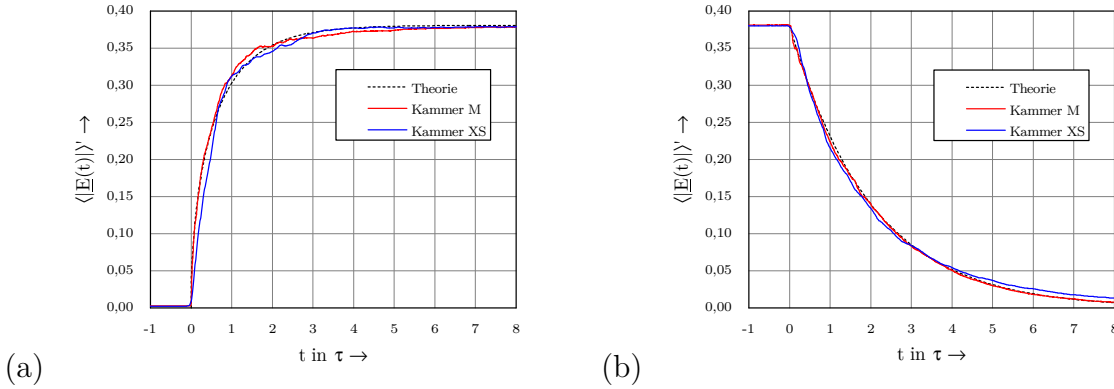 0,40
0,35
0,30
0,25
0,20
0,15
0,10
0,05
0,00
⟨|E(t)|⟩' →
-1 0 1 2 3 4 5 6 7 8
t in τ →
Theorie
Kammer M
Kammer XS
(a)
0,40
0,35
0,30
0,25
0,20
0,15
0,10
0,05
0,00
⟨|E(t)|⟩' →
-1 0 1 2 3 4 5 6 7 8
t in τ →
Theorie
Kammer M
Kammer XS
(b)